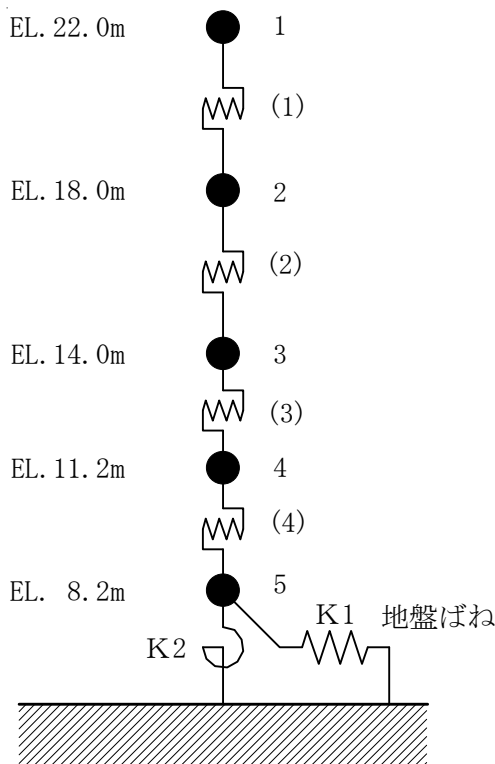 EL.22.0m 1
(1)
EL.18.0m 2
(2)
EL.14.0m 3
(3)
EL.11.2m 4
(4)
EL. 8.2m 5
K1 地盤ばね
K2